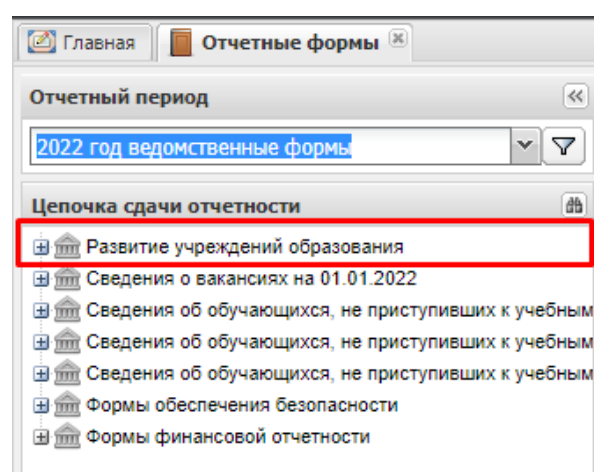 Главная Отчетные формы
Отчетный период
2022 год ведомственные формы
Цепочка сдачи отчетности
Развитие учреждений образования
Сведения о вакансиях на 01.01.2022
Сведения об обучающихся, не приступивших к учебным
Сведения об обучающихся, не приступивших к учебным
Сведения об обучающихся, не приступивших к учебным
Формы обеспечения безопасности
Формы финансовой отчетности